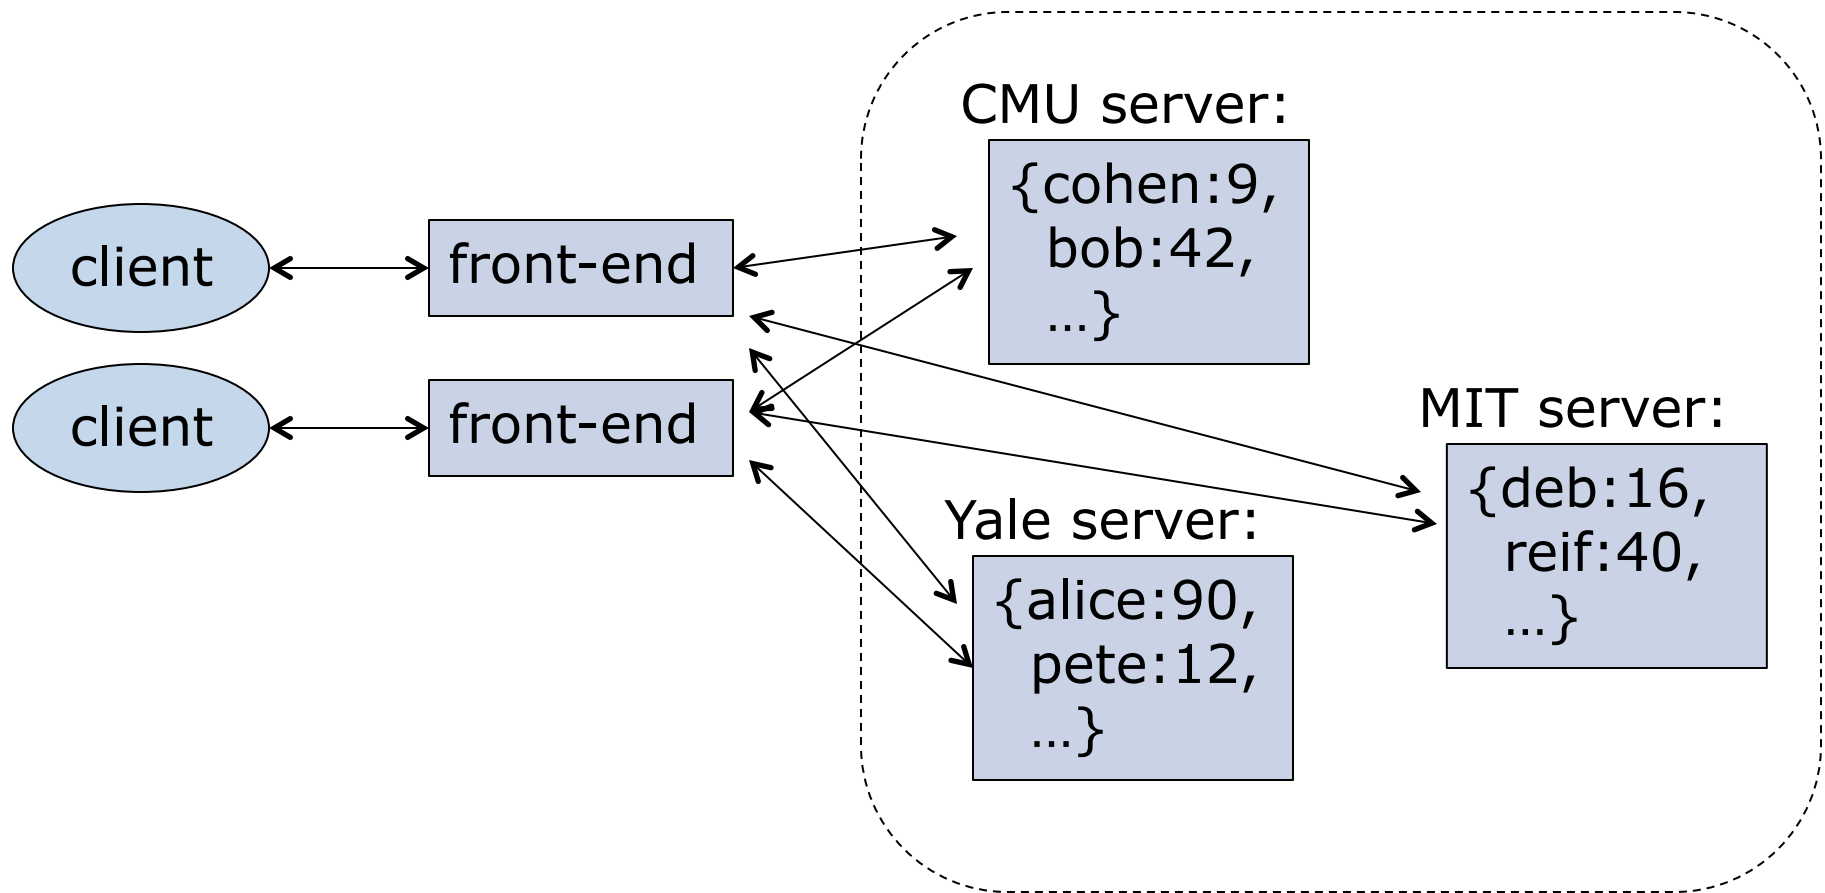 client
front-end
client
front-end
CMU server:
{cohen:9,
bob:42,
…}
MIT server:
{deb:16,
reif:40,
…}
Yale server:
{alice:90,
pete:12,
…}